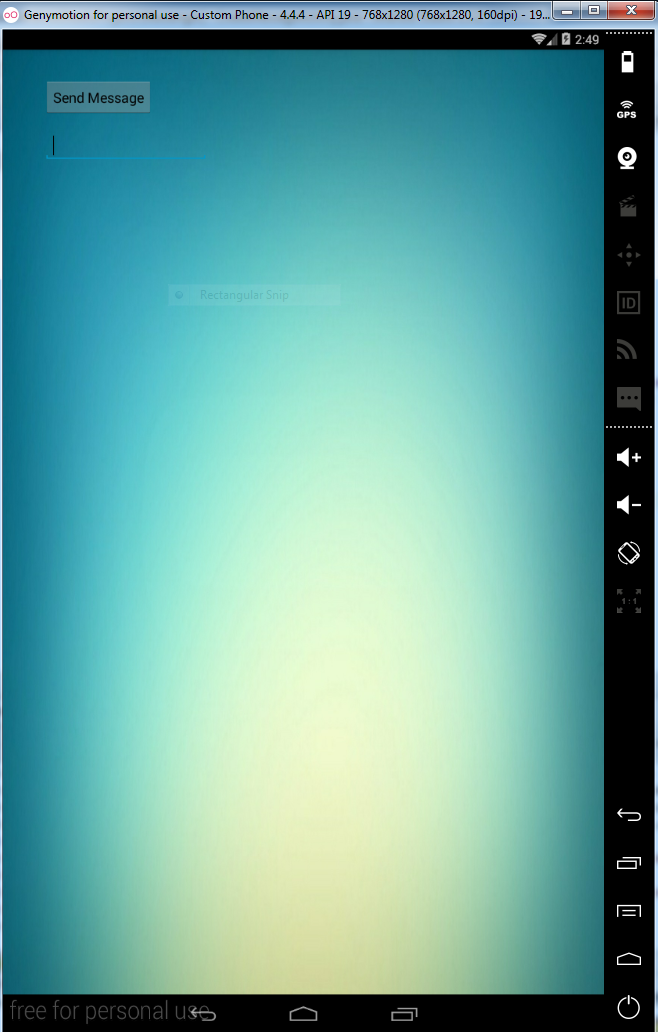 Genymotion for personal use - Custom Phone - 4.4.4 - API 19 - 768x1280 (768x1280, 160dpi) - 19...
2:49
GPS
Send Message
Rectangular Snip
ID
1:1
free for personal use